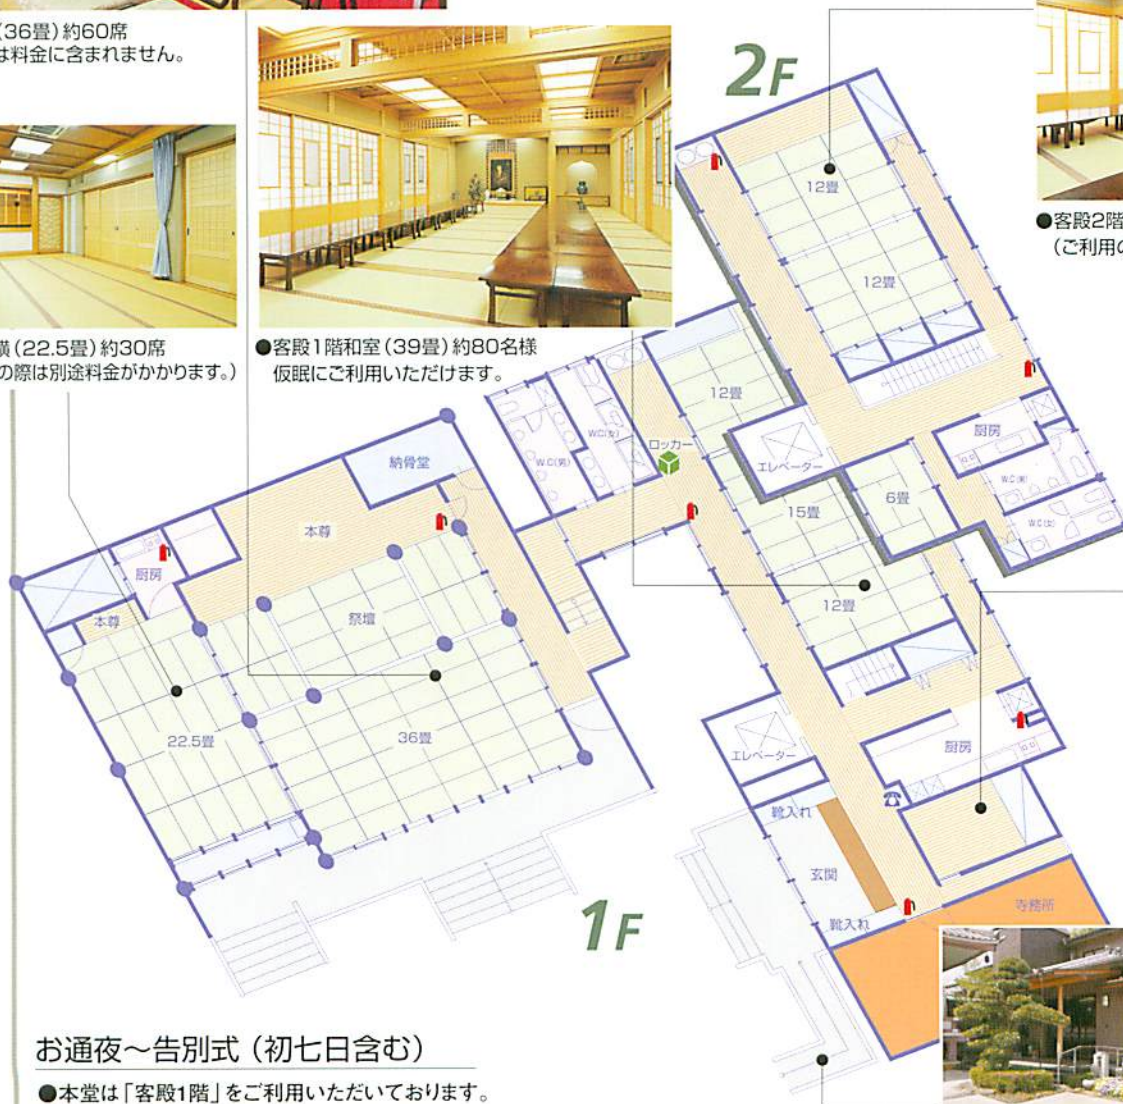 (36畳)約60席
は料金に含まれません。
横(22.5畳)約30席
の際は別途料金がかかります。)
●客殿1階和室(39畳)約80名様
仮眠にご利用いただけます。
2F
●客殿2階
(ご利用の
12畳
12畳
厨房
W.C(男)
W.C(女)
6畳
エレベーター
12畳
15畳
12畳
W.C(男)
W.C(女)
ロッカー
納骨堂
本尊
厨房
本尊
祭壇
22.5畳
36畳
エレベーター
厨房
靴入れ
玄関
靴入れ
寺務所
1F
お通夜～告別式(初七日含む)
●本堂は「客殿1階」をご利用いただいております。